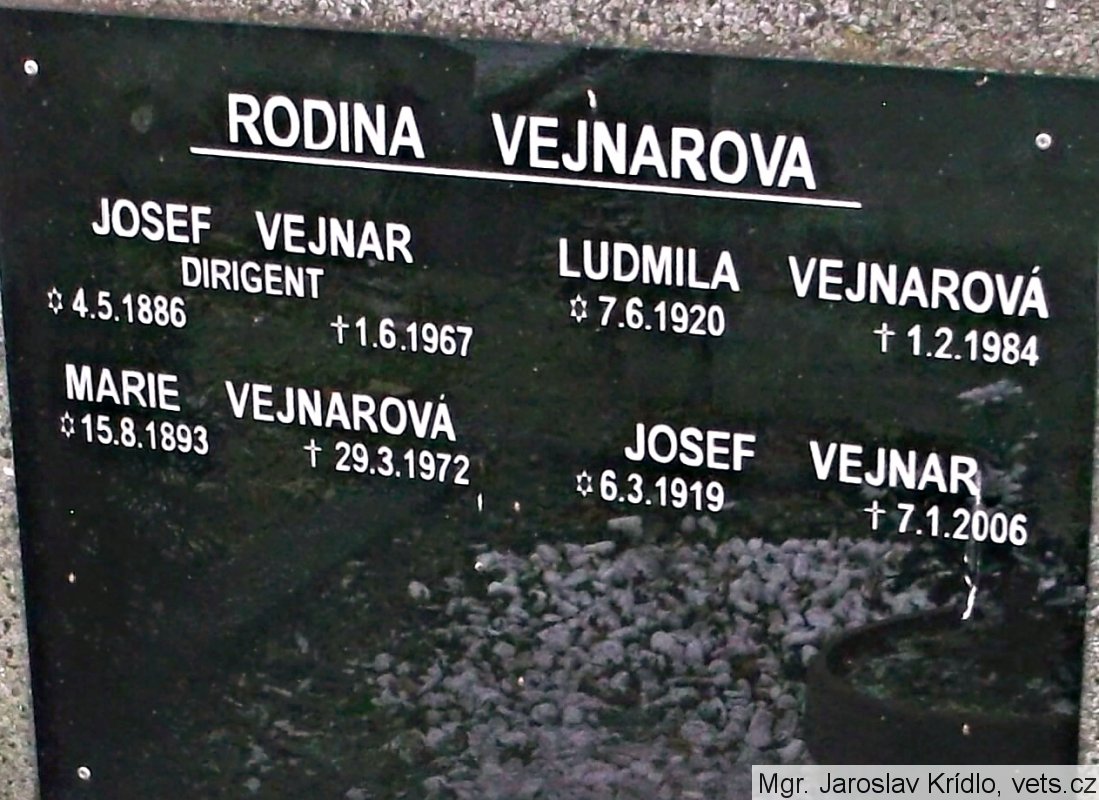 RODINA VEJNAROVA
JOSEF VEJNAR
DIRIGENT
✡ 4.5.1886 †1.6.1967
MARIE VEJNAROVÁ
✡15.8.1893 † 29.3.1972
LUDMILA VEJNAROVÁ
✡ 7.6.1920 † 1.2.1984
JOSEF VEJNAR
✡6.3.1919 †7.1.2006
Mgr. Jaroslav Krídlo, vets.cz